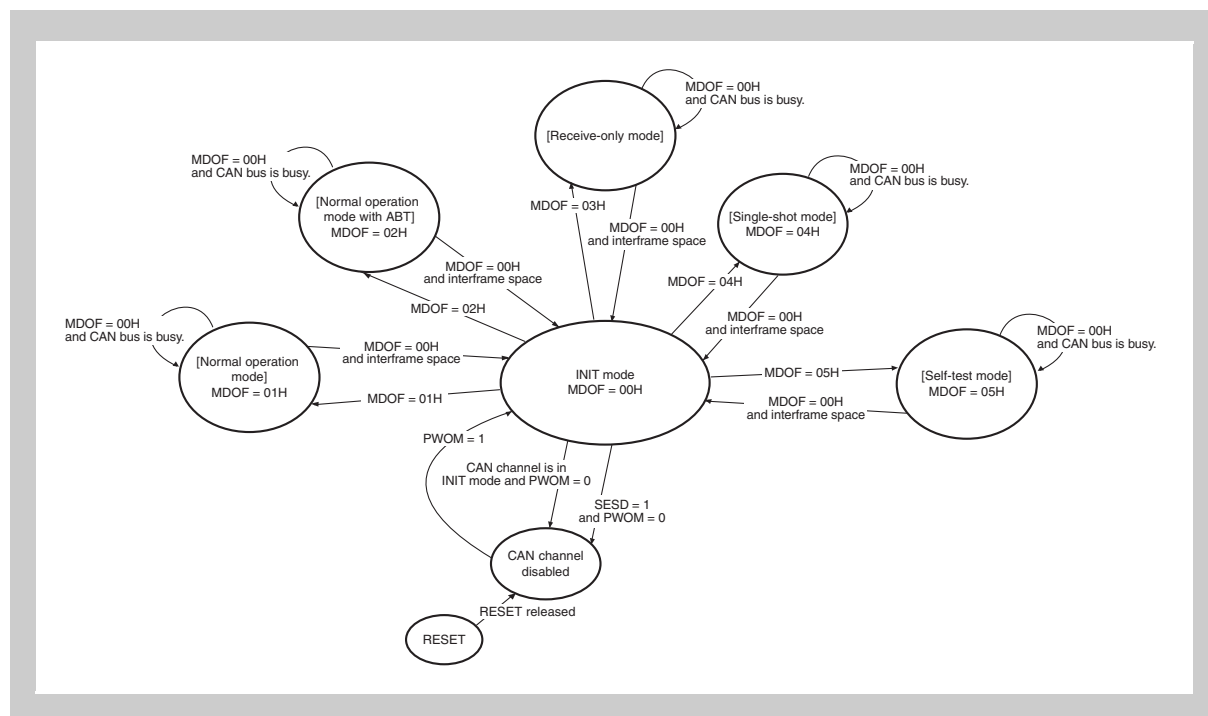 MDOF = 00H
and CAN bus is busy.
[Receive-only mode]
MDOF = 00H
and CAN bus is busy.
[Normal operation
mode with ABT]
MDOF = 02H
MDOF = 00H
and CAN bus is busy.
[Single-shot mode]
MDOF = 04H
MDOF = 03H
MDOF = 00H
and interframe space
MDOF = 00H
and interframe space
MDOF = 04H
MDOF = 02H
MDOF = 00H
and interframe space
MDOF = 00H
and CAN bus is busy.
[Normal operation
mode]
MDOF = 01H
MDOF = 00H
and interframe space
MDOF = 01H
INIT mode
MDOF = 00H
MDOF = 05H
MDOF = 00H
and interframe space
[Self-test mode]
MDOF = 05H
MDOF = 00H
and CAN bus is busy.
PWOM = 1
CAN channel is in
INIT mode and PWOM = 0
SESD = 1
and PWOM = 0
CAN channel
disabled
RESET released
RESET